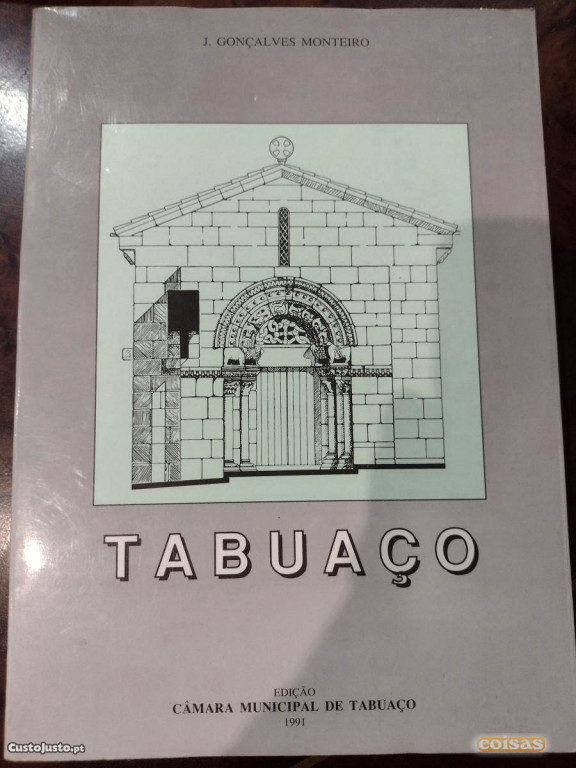 J. GONÇALVES MONTEIRO
TABUAÇO
EDIÇÃO
CÂMARA MUNICIPAL DE TABUAÇO
1991
CustoJusto.pt
coisas